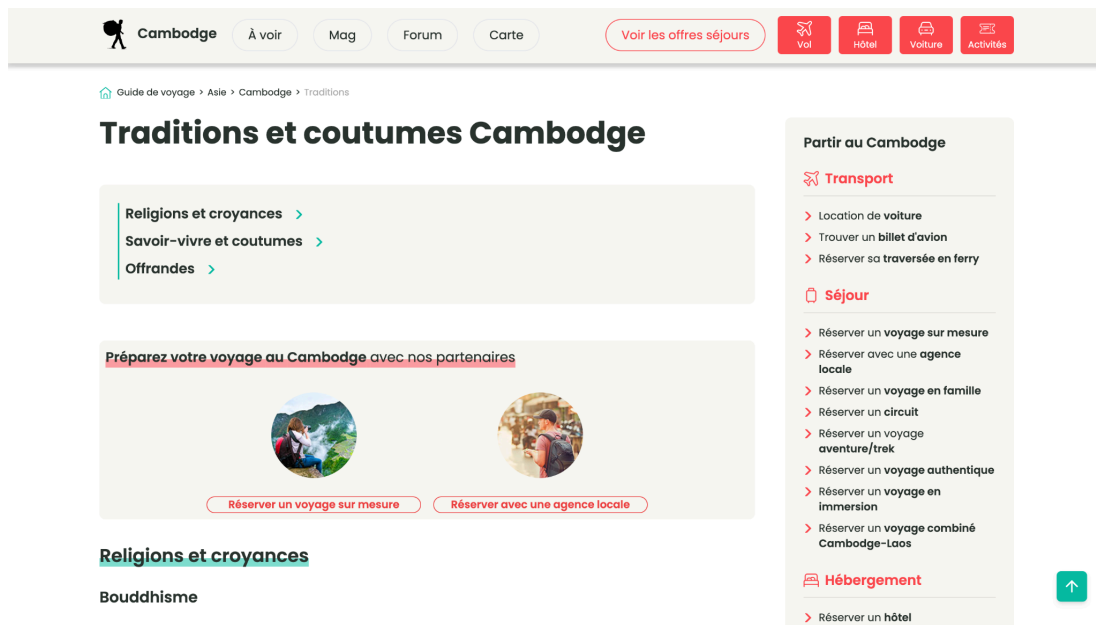 Cambodge
À voir
Mag
Forum
Carte
Voir les offres séjours
Vol
Hôtel
Voiture
Activités
Guide de voyage > Asie > Cambodge > Traditions
Traditions et coutumes Cambodge
Religions et croyances
Savoir-vivre et coutumes
Offrandes
Préparez votre voyage au Cambodge avec nos partenaires
Réserver un voyage sur mesure
Réserver avec une agence locale
Religions et croyances
Bouddhisme
Partir au Cambodge
Transport
Location de voiture
Trouver un billet d'avion
Réserver sa traversée en ferry
Séjour
Réserver un voyage sur mesure
Réserver avec une agence
locale
Réserver un voyage en famille
Réserver un circuit
Réserver un voyage
aventure/trek
Réserver un voyage authentique
Réserver un voyage en
immersion
Réserver un voyage combiné
Cambodge-Laos
Hébergement
Réserver un hôtel